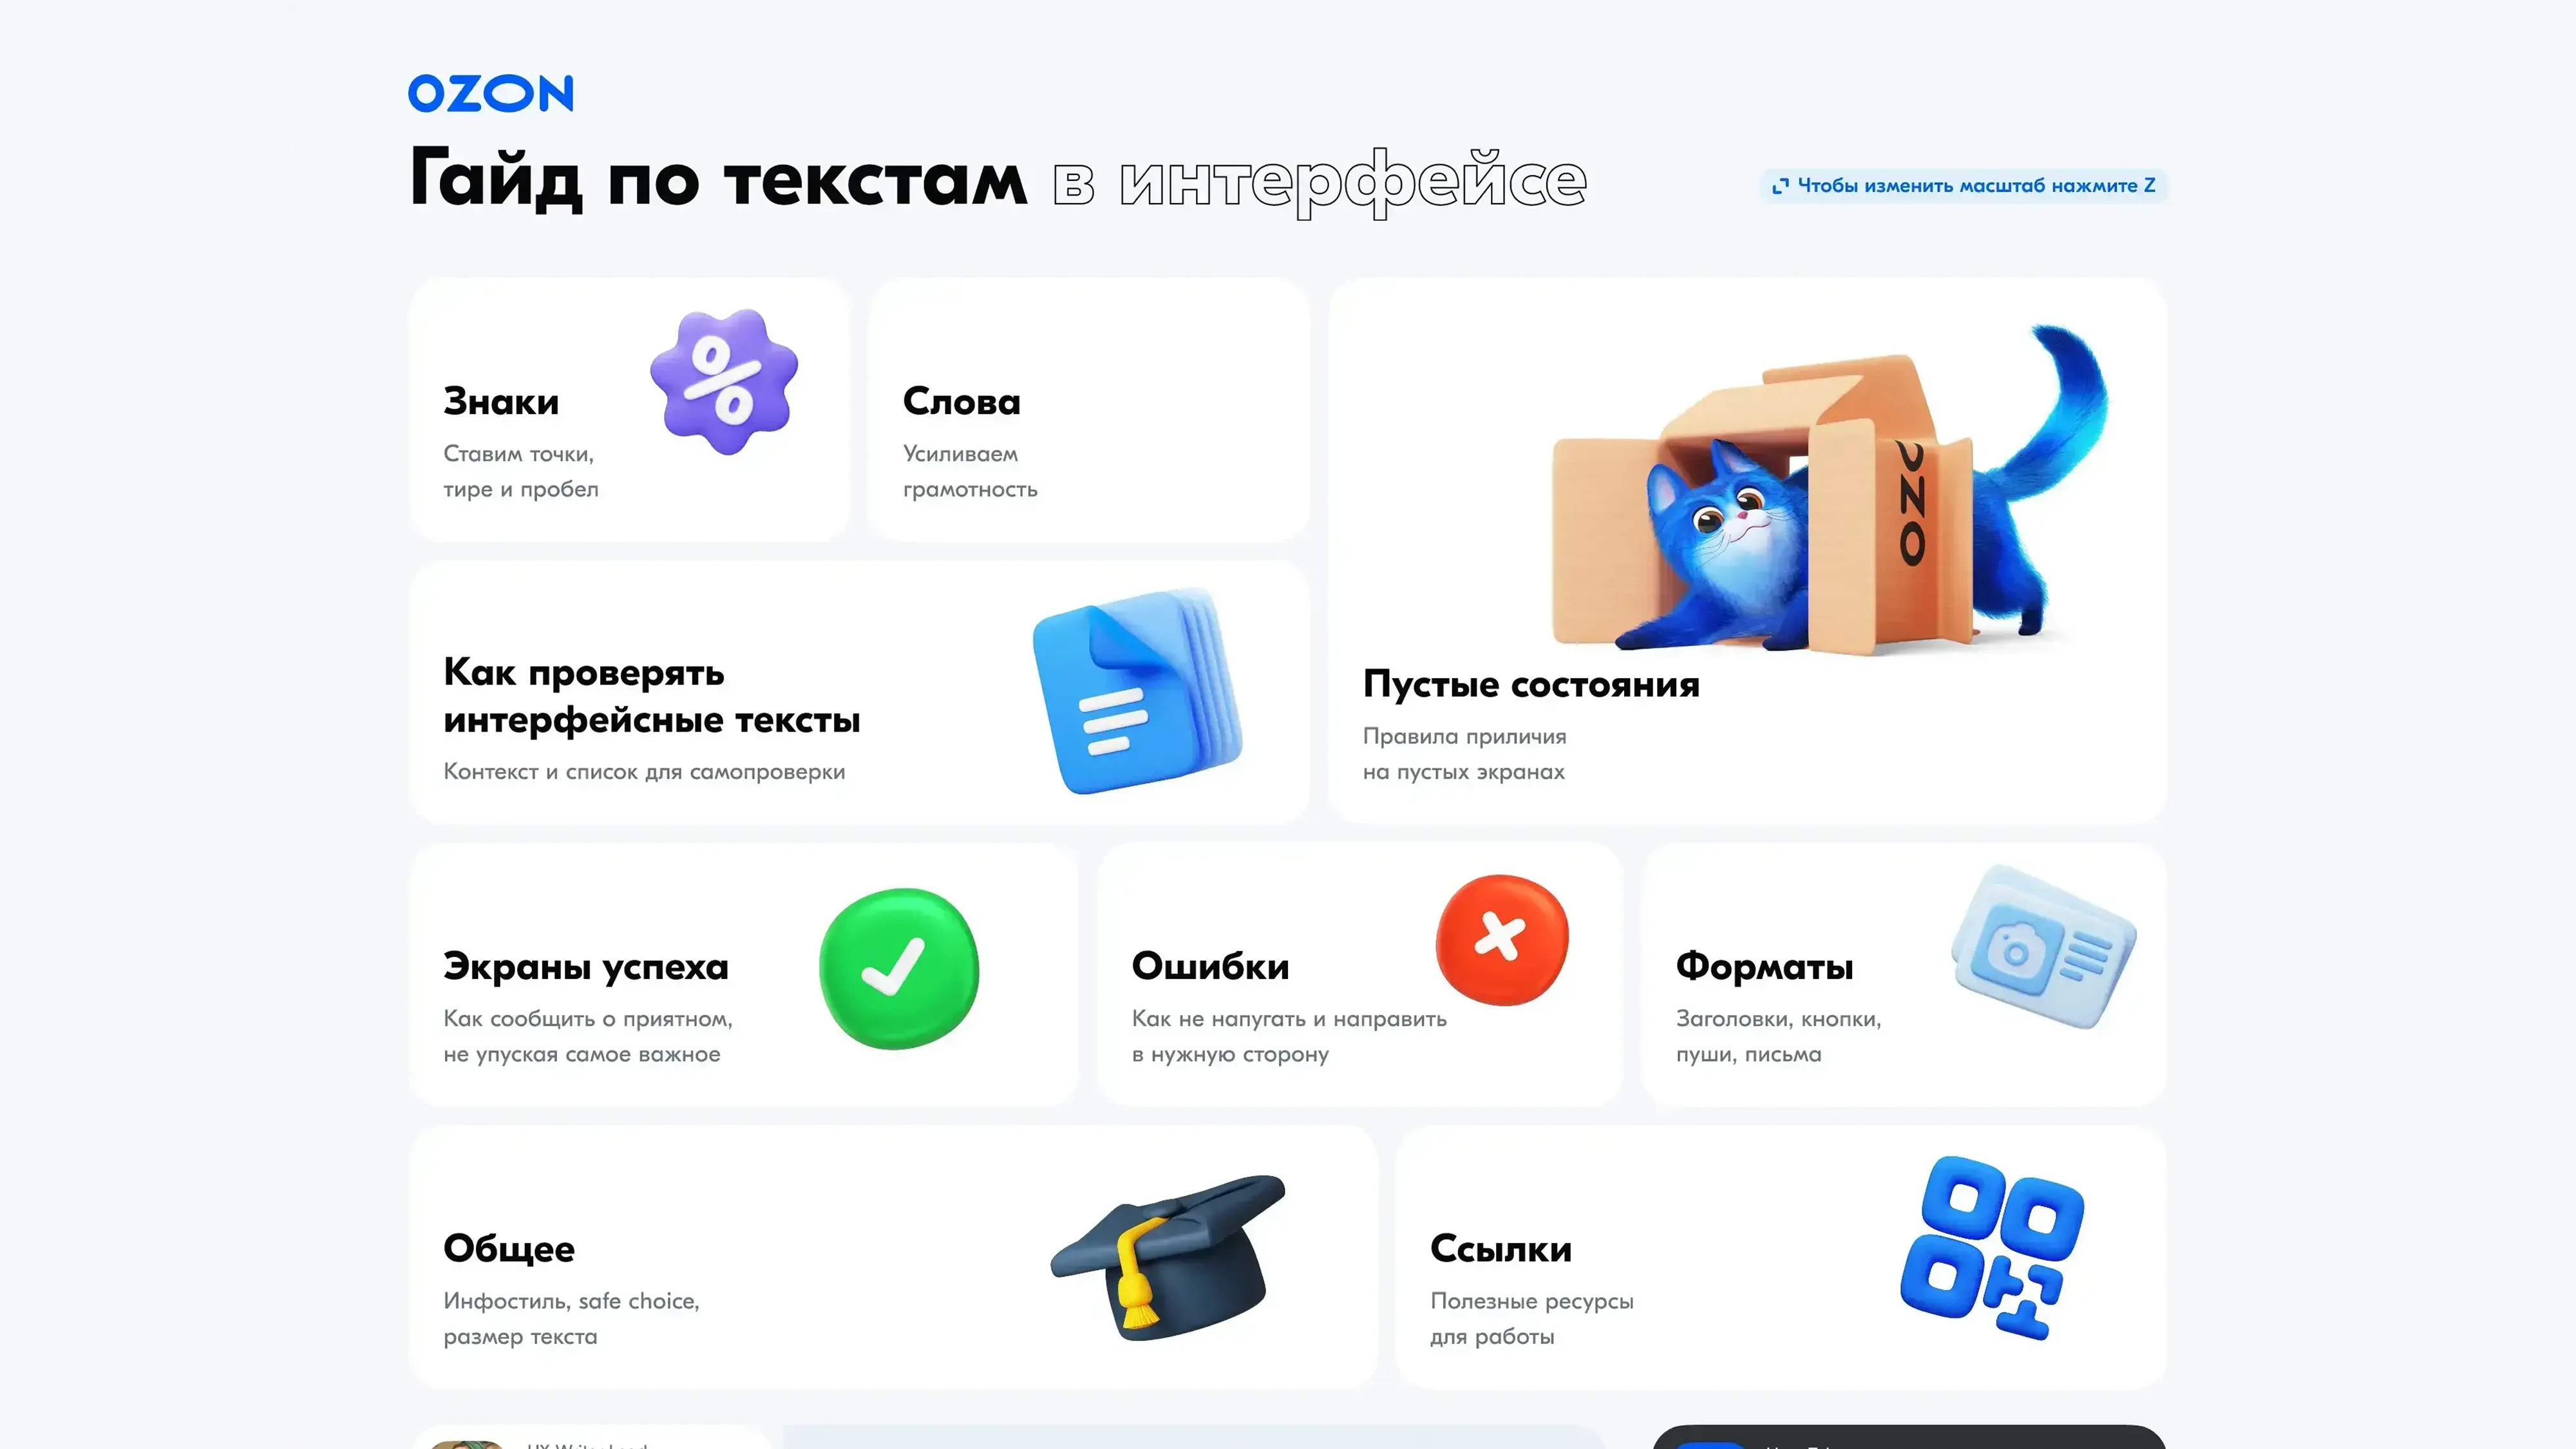 OZON
Гайд по текстам в интерфейсе
Чтобы изменить масштаб нажмите Z
Знаки
Ставим точки,
тире и пробел
Слова
Усиливаем
грамотность
OZO
Пустые состояния
Правила приличия
на пустых экранах
Как проверять
интерфейсные тексты
Контекст и список для самопроверки
Экраны успеха
Как сообщить о приятном,
не упуская самое важное
Ошибки
Как не напугать и направить
в нужную сторону
Форматы
Заголовки, кнопки,
пуши, письма
Общее
Инфостиль, safe choice,
размер текста
Ссылки
Полезные ресурсы
для работы